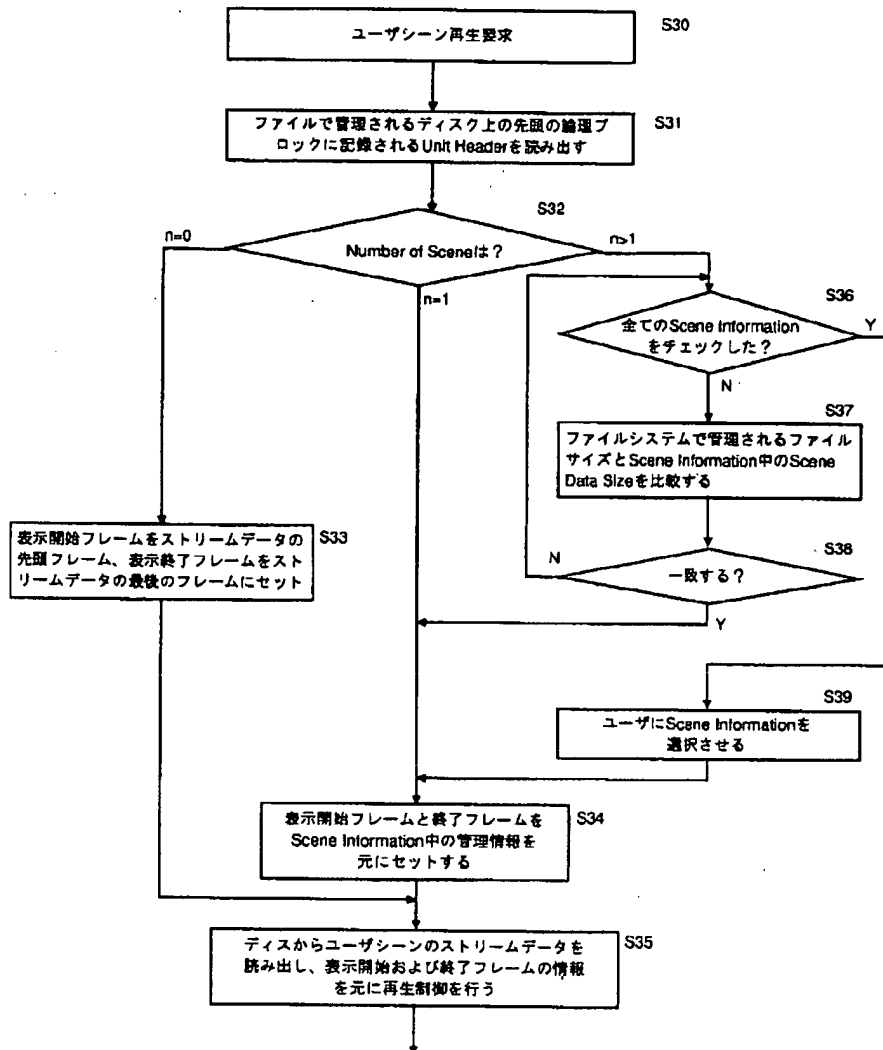 ユーザシーン再生要求
S30
ファイルで管理されるディスク上の先頭の論理ブ
ロックに記録されるUnit Headerを読み出す
S31
S32
n=0
Number of Sceneは？
n>1
n=1
S36
全てのScene Information
をチェックした？
Y
N
S37
ファイルシステムで管理されるファイル
サイズとScene Information中のScene
Data Sizeを比較する
S38
N
一致する？
Y
表示開始フレームをストリームデータの
先頭フレーム、表示終了フレームをスト
リームデータの最後のフレームにセット
S33
S39
ユーザにScene Informationを
選択させる
表示開始フレームと終了フレームを
Scene Information中の管理情報を
元にセットする
S34
ディスからユーザシーンのストリームデータを
読み出し、表示開始および終了フレームの情報
を元に再生制御を行う
S35